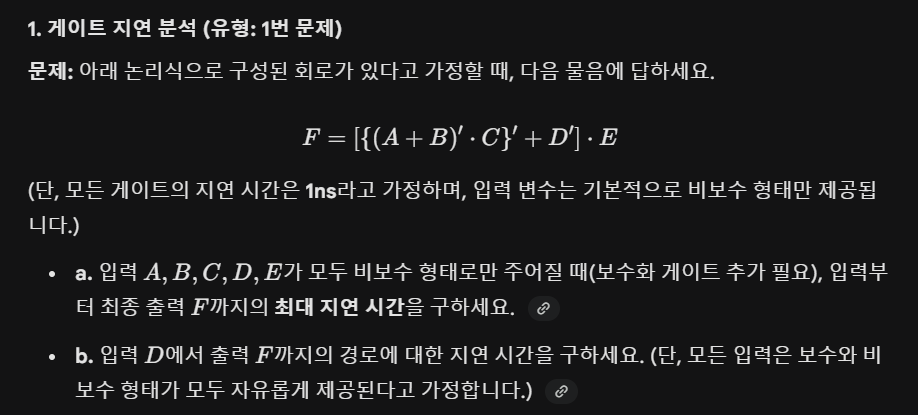 1. 게이트 지연 분석 (유형: 1번 문제)
문제: 아래 논리식으로 구성된 회로가 있다고 가정할 때, 다음 물음에 답하세요.
F = [{(A + B)′ · C}′ + D′] · E
(단, 모든 게이트의 지연 시간은 1ns라고 가정하며, 입력 변수는 기본적으로 비보수 형태만 제공됩
니다.)
• a. 입력 A, B, C, D, E가 모두 비보수 형태로만 주어질 때(보수화 게이트 추가 필요), 입력부
터 최종 출력 F까지의 최대 지연 시간을 구하세요.
• b. 입력 D에서 출력 F까지의 경로에 대한 지연 시간을 구하세요. (단, 모든 입력은 보수와 비
보수 형태가 모두 자유롭게 제공된다고 가정합니다.)